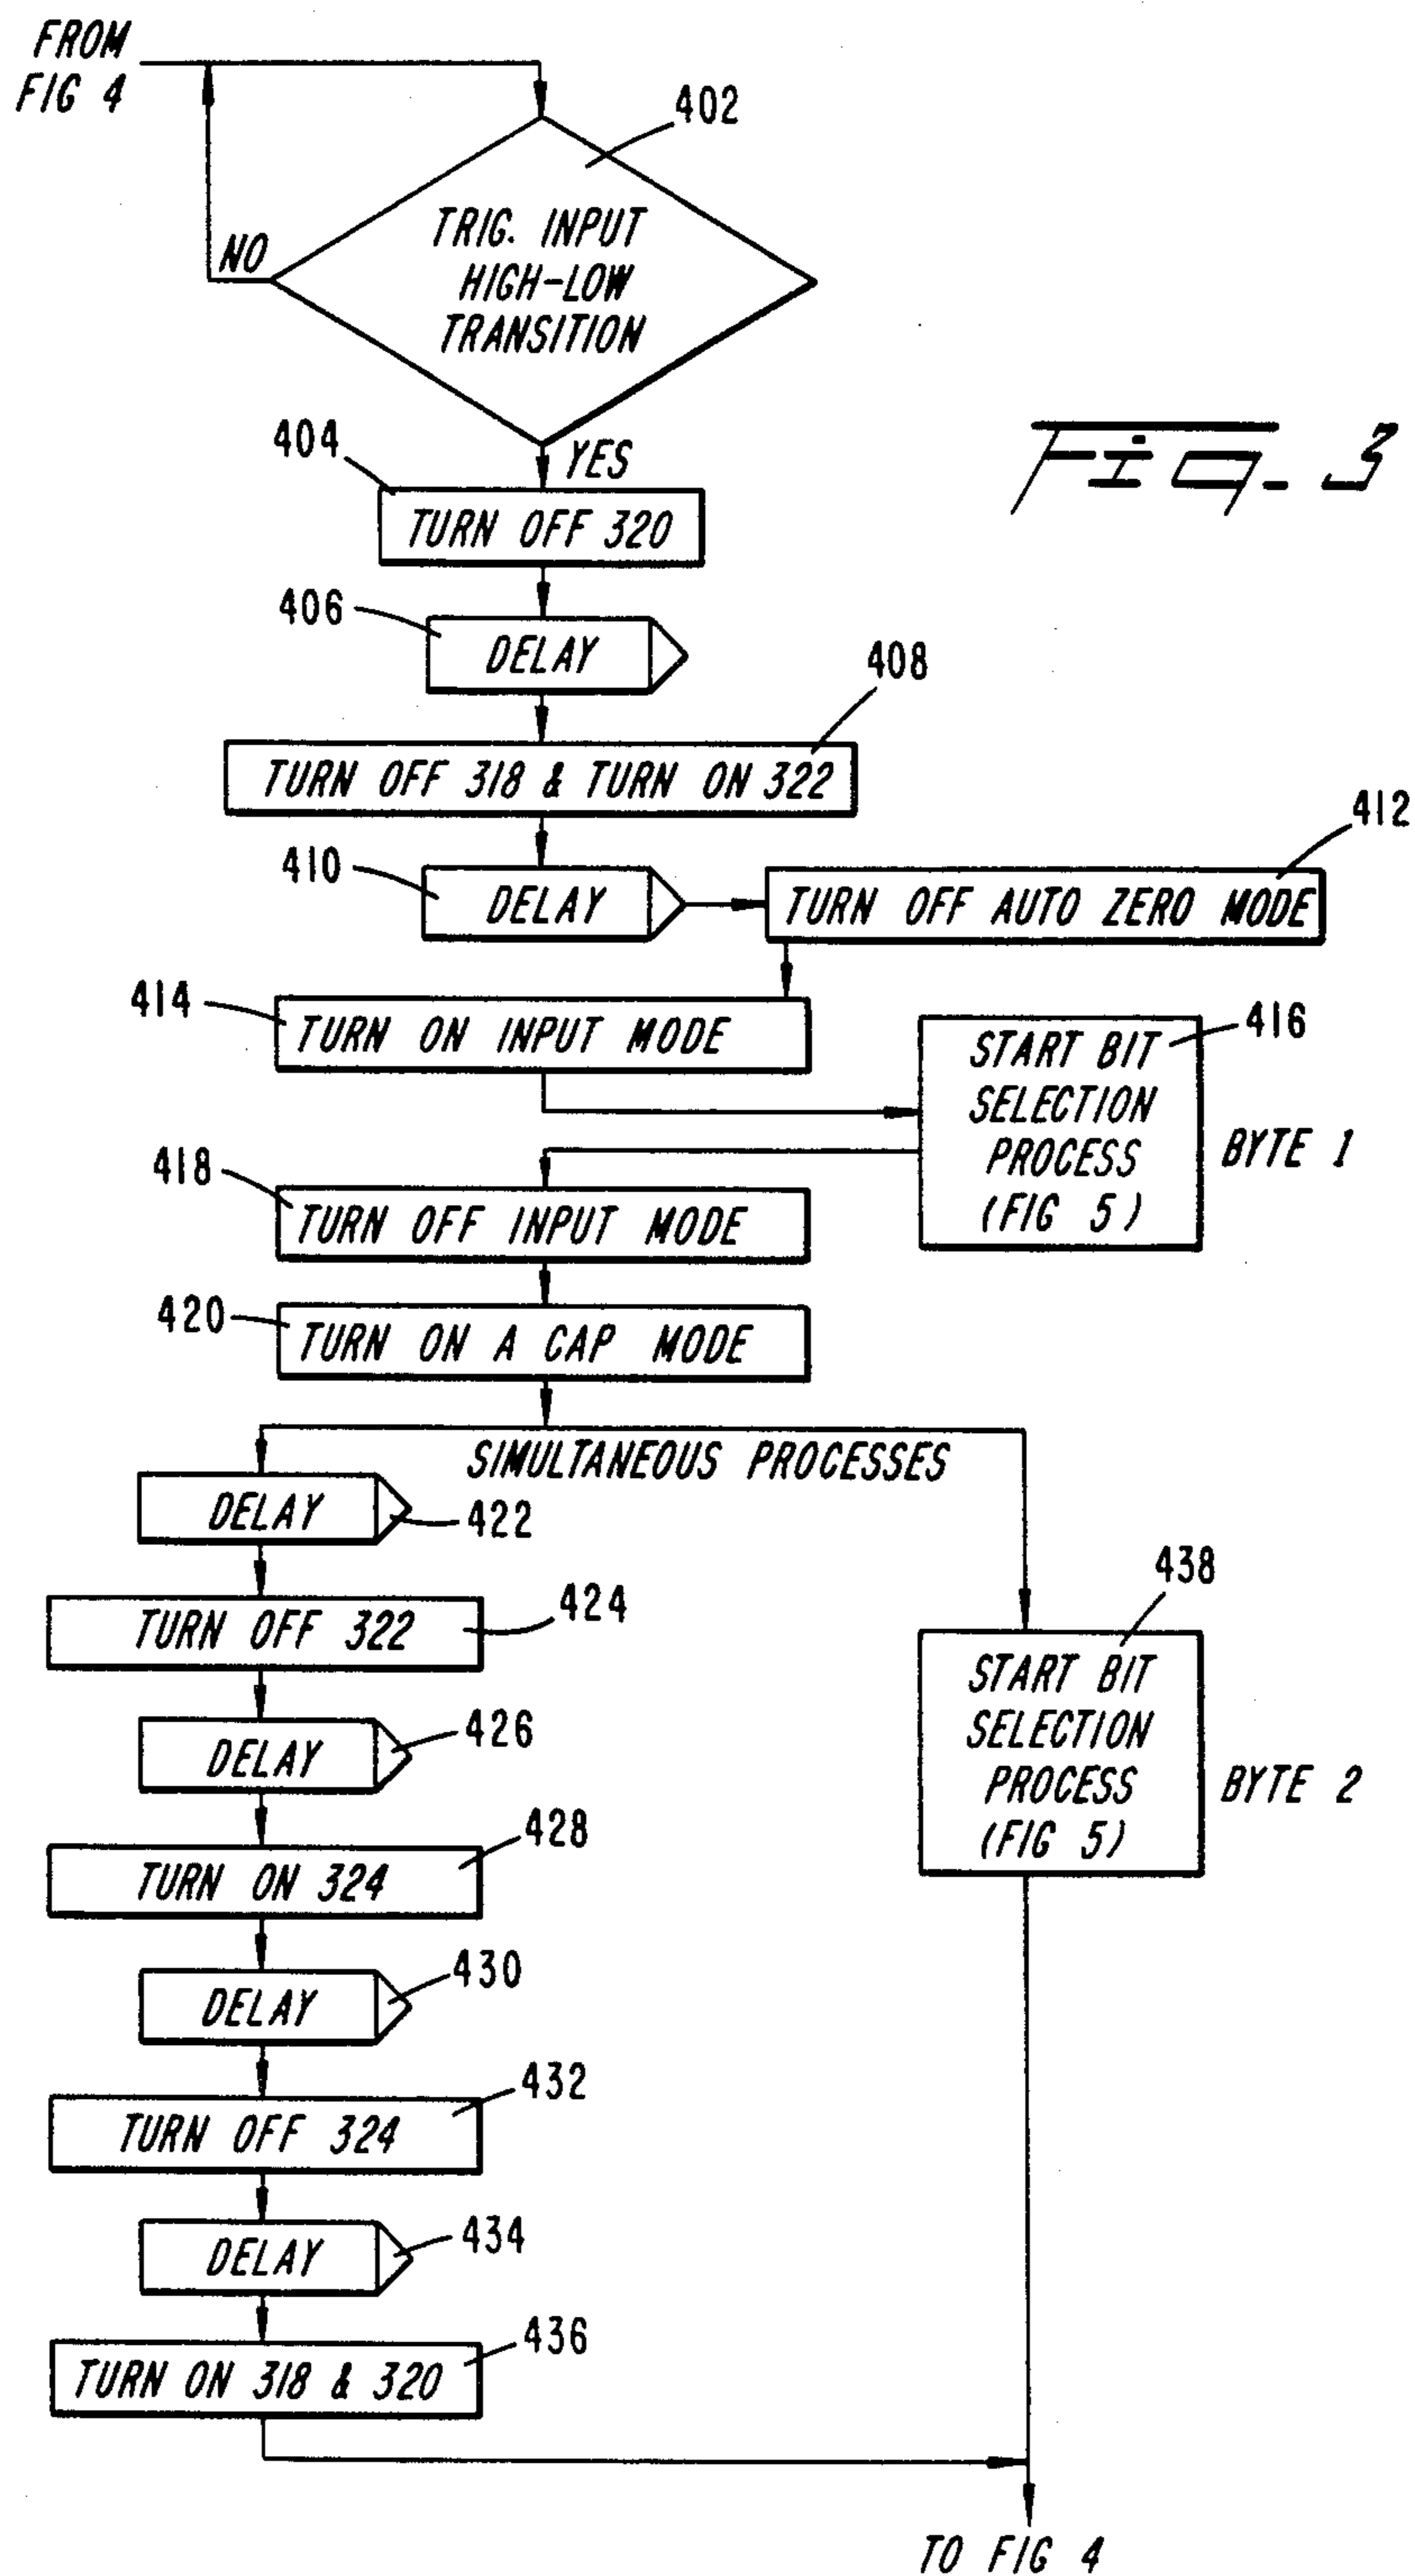 FROM
FIG 4
402
TRIG. INPUT
HIGH-LOW
TRANSITION
NO
YES
Fig. 3
404
TURN OFF 320
406
DELAY
408
TURN OFF 318 & TURN ON 322
410
DELAY
412
TURN OFF AUTO ZERO MODE
414
TURN ON INPUT MODE
416
START BIT
SELECTION
PROCESS
(FIG 5)
BYTE 1
418
TURN OFF INPUT MODE
420
TURN ON A CAP MODE
SIMULTANEOUS PROCESSES
DELAY
422
TURN OFF 322
424
DELAY
426
TURN ON 324
428
DELAY
430
TURN OFF 324
432
DELAY
434
TURN ON 318 & 320
436
438
START BIT
SELECTION
PROCESS
(FIG 5)
BYTE 2
TO FIG 4